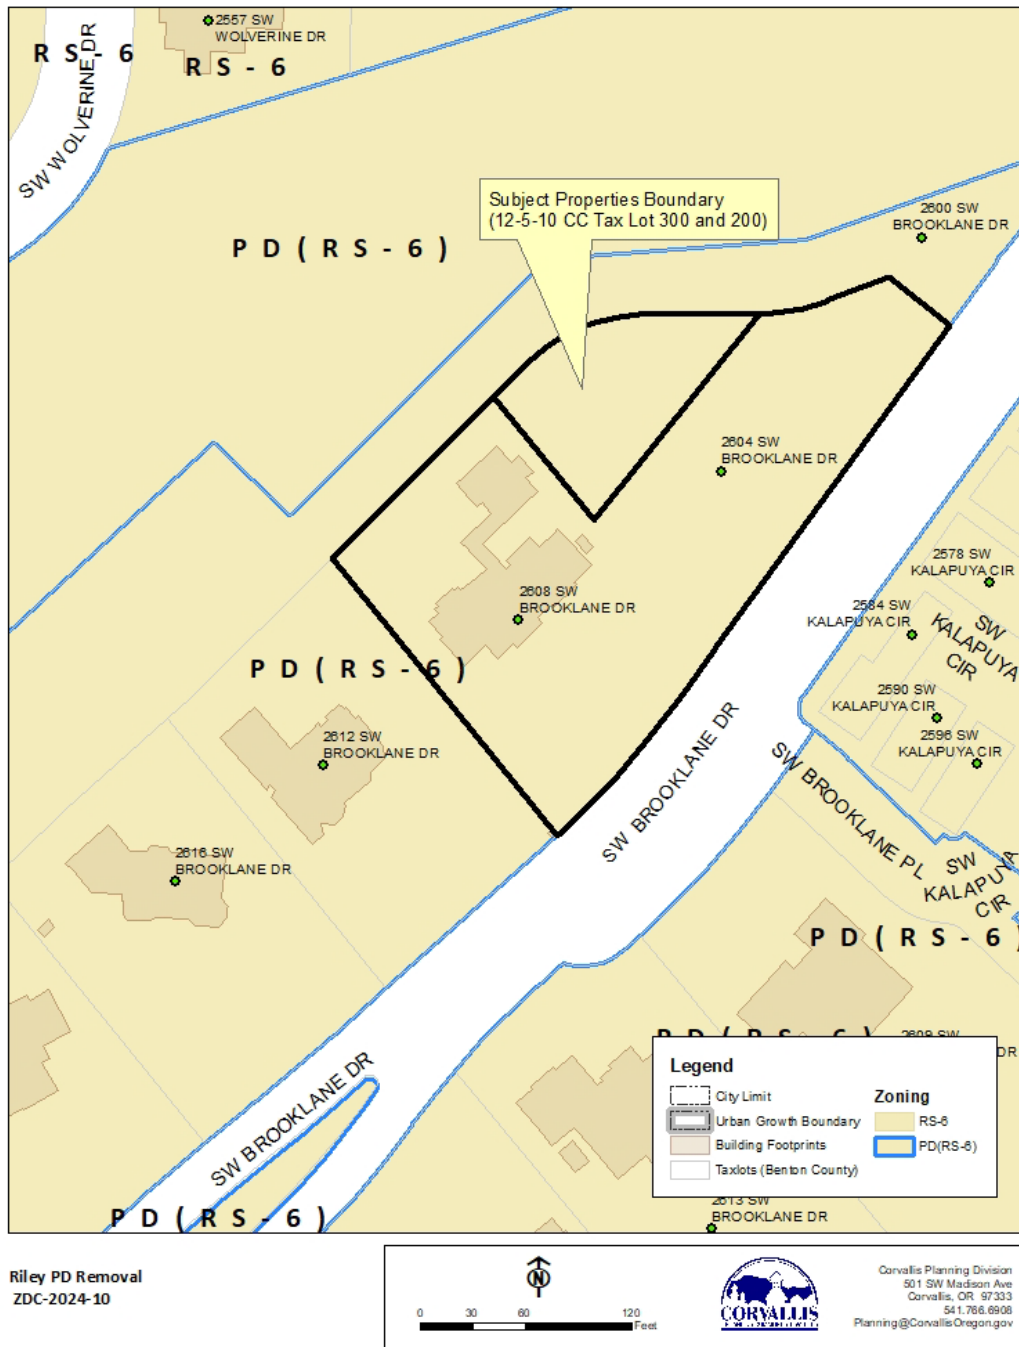 2557 SW
WOLVERINE DR
RS-6
RS-6
SW WOLVERINE DR
Subject Properties Boundary
(12-5-10 CC Tax Lot 300 and 200)
2600 SW
BROOKLANE DR
PD(RS-6)
2604 SW
BROOKLANE DR
2578 SW
KALAPUYA CIR
2584 SW
KALAPUYA CIR
SW
KALAPUYA
CIR
2608 SW
BROOKLANE DR
PD(RS-6)
2590 SW
KALAPUYA CIR
2596 SW
KALAPUYA CIR
2612 SW
BROOKLANE DR
SW BROOKLANE DR
SW BROOKLANE PL
SW
KALAPUYA
CIR
2616 SW
BROOKLANE DR
PD(RS-6)
PD(RS-6)
2609 SW
DR
SW BROOKLANE DR
PD(RS-6)
Legend
City Limit
Urban Growth Boundary
Building Footprints
Taxlots (Benton County)
Zoning
RS-6
PD(RS-6)
2613 SW
BROOKLANE DR
Riley PD Removal
ZDC-2024-10
N
0 30 60 120
Feet
CORVALLIS
Corvallis Planning Division
501 SW Madison Ave
Corvallis, OR 97333
541.766.6908
Planning@CorvallisOregon.gov